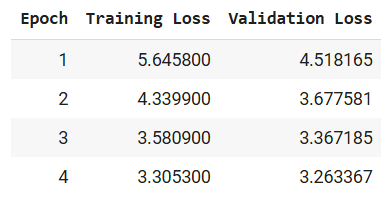 Epoch Training Loss Validation Loss
1 5.645800 4.518165
2 4.339900 3.677581
3 3.580900 3.367185
4 3.305300 3.263367